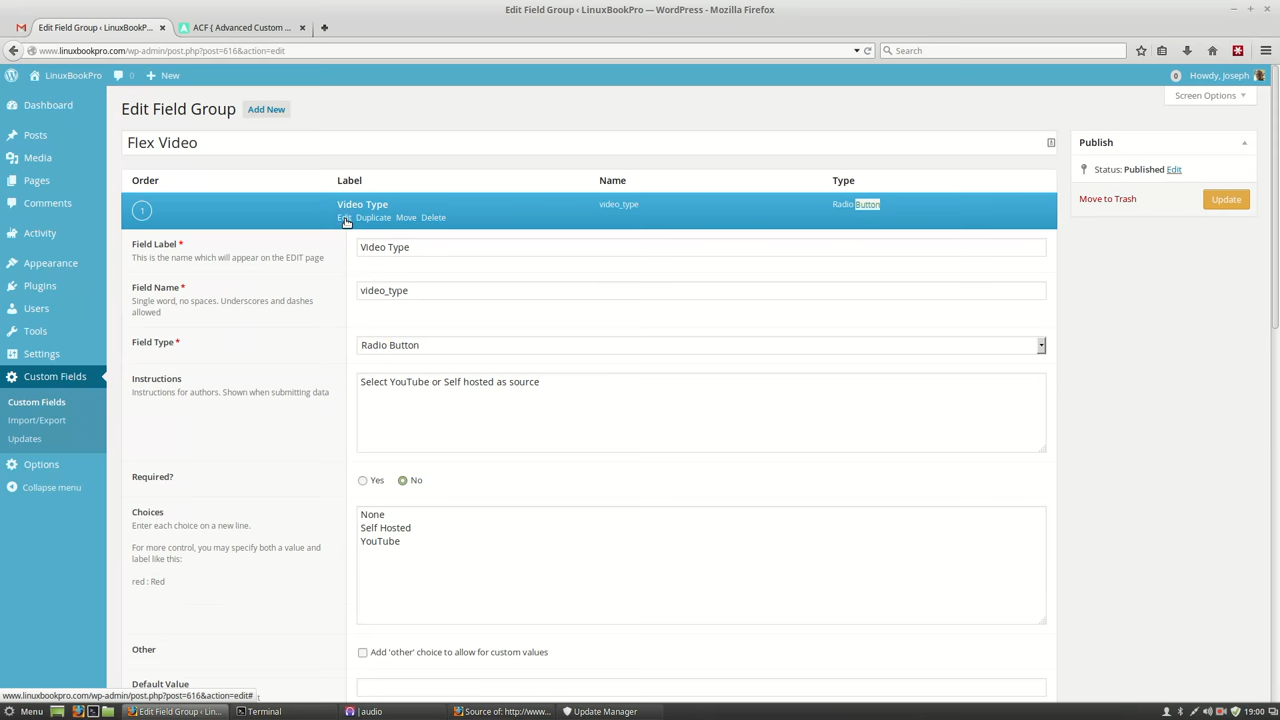 Edit Field Group ‹ LinuxBookPro — WordPress – Mozilla Firefox
Edit Field Group ‹ LinuxBookP... ×
ACF ( Advanced Custom ... ×
www.linuxbookpro.com/wp-admin/post.php?post=616&action=edit
Search
LinuxBookPro 0 New
0 Howdy, Joseph
Screen Options
Dashboard
Posts
Media
Pages
Comments
Activity
Appearance
Plugins
Users
Tools
Settings
Custom Fields
Custom Fields
Import/Export
Updates
Options
Collapse menu
Edit Field Group Add New
Flex Video
Order Label Name Type
1 Video Type video_type Radio Button
Edit Duplicate Move Delete
Field Label *
This is the name which will appear on the EDIT page
Video Type
Field Name *
Single word, no spaces. Underscores and dashes
allowed
video_type
Field Type *
Radio Button
Instructions
Instructions for authors. Shown when submitting data
Select YouTube or Self hosted as source
Required?
Yes No
Choices
Enter each choice on a new line.
For more control, you may specify both a value and
label like this:
red : Red
None
Self Hosted
YouTube
Other
Add 'other' choice to allow for custom values
Default Value
Publish
Status: Published Edit
Move to Trash Update
www.linuxbookpro.com/wp-admin/post.php?post=616&action=edit#
Menu
Edit Field Group ‹ Lin...
Terminal
audio
Source of: http://www...
Update Manager
19:00